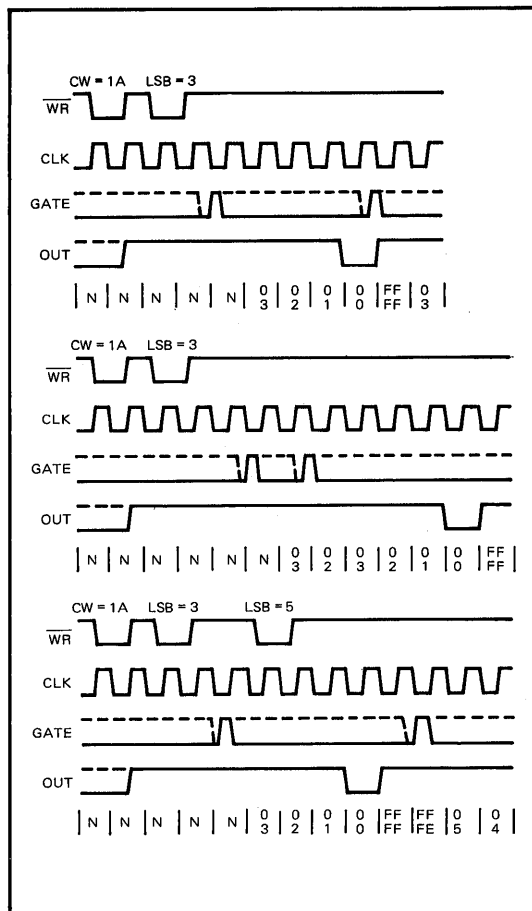 CW = 1A LSB = 3
WR
CLK
GATE
OUT
| N | N | N | N | N | 0 3 | 0 2 | 0 1 | 0 0 | FF FF | 0 3 |
CW = 1A LSB = 3
WR
CLK
GATE
OUT
| N | N | N | N | N | N | 0 3 | 0 2 | 0 3 | 0 2 | 0 1 | 0 0 | FF FF |
CW = 1A LSB = 3 LSB = 5
WR
CLK
GATE
OUT
| N | N | N | N | N | 0 3 | 0 2 | 0 1 | 0 0 | FF FF | FF FE | 0 5 | 0 4 |